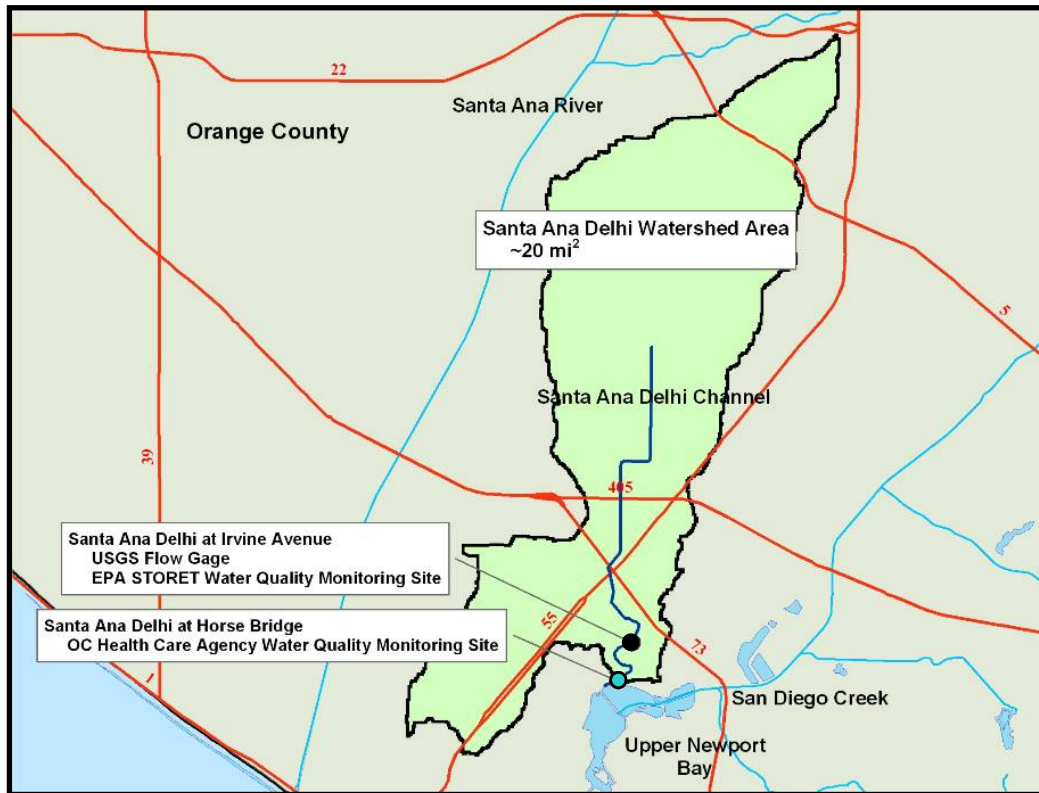 22
Santa Ana River
Orange County
Santa Ana Delhi Watershed Area
~20 mi²
5
Santa Ana Delhi Channel
39
405
Santa Ana Delhi at Irvine Avenue
USGS Flow Gage
EPA STORET Water Quality Monitoring Site
55
Santa Ana Delhi at Horse Bridge
OC Health Care Agency Water Quality Monitoring Site
73
1
San Diego Creek
Upper Newport
Bay